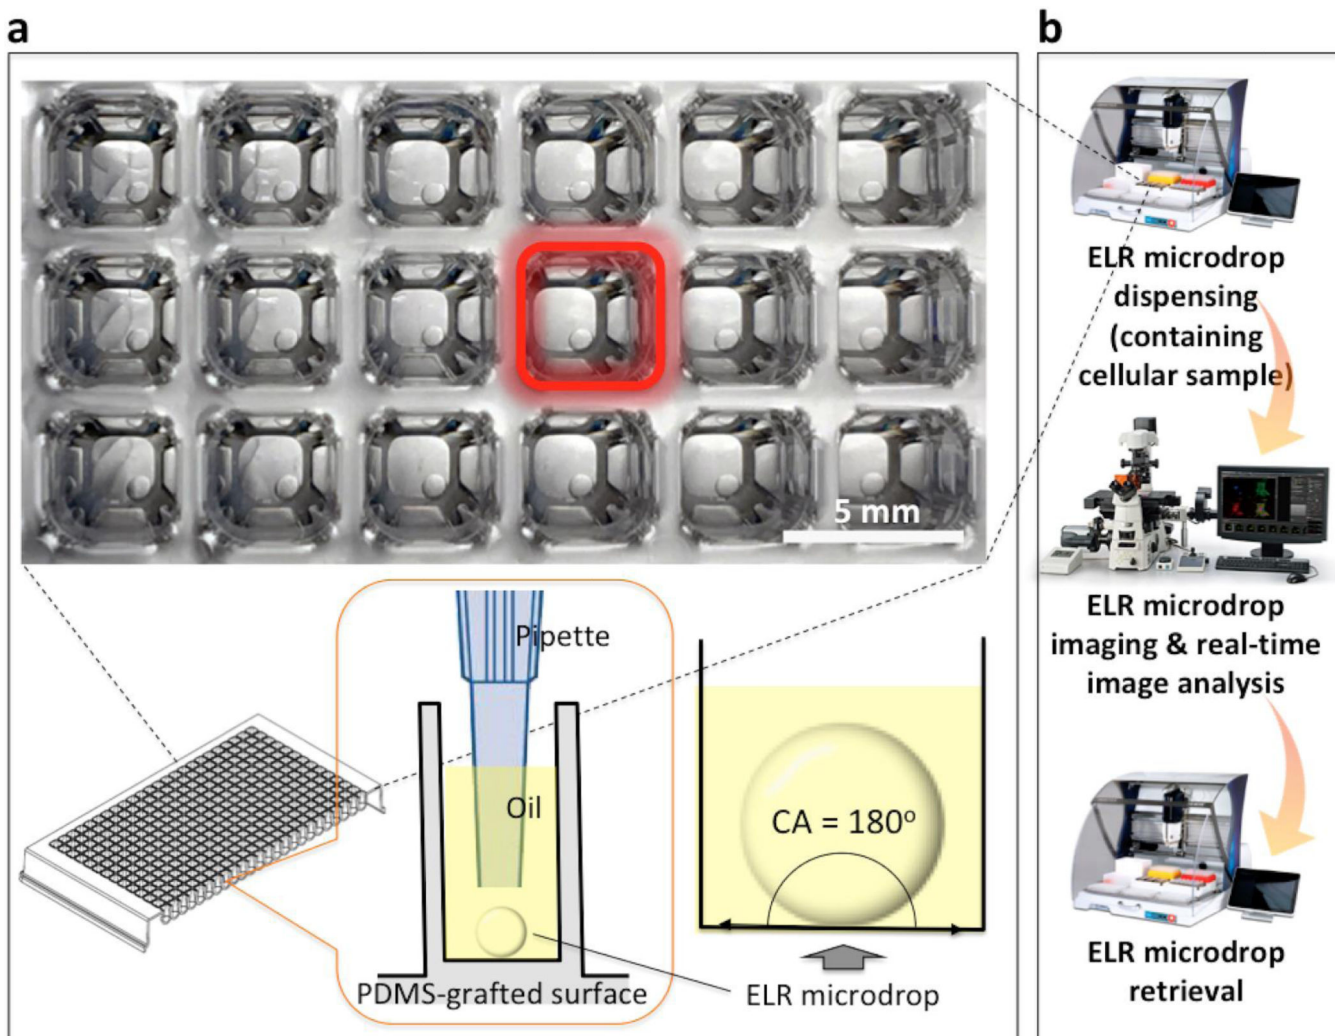 a
5 mm
Pipette
Oil
PDMS-grafted surface
CA = 180°
ELR microdrop
b
ELR microdrop
dispensing
(containing
cellular sample)
ELR microdrop
imaging & real-time
image analysis
ELR microdrop
retrieval